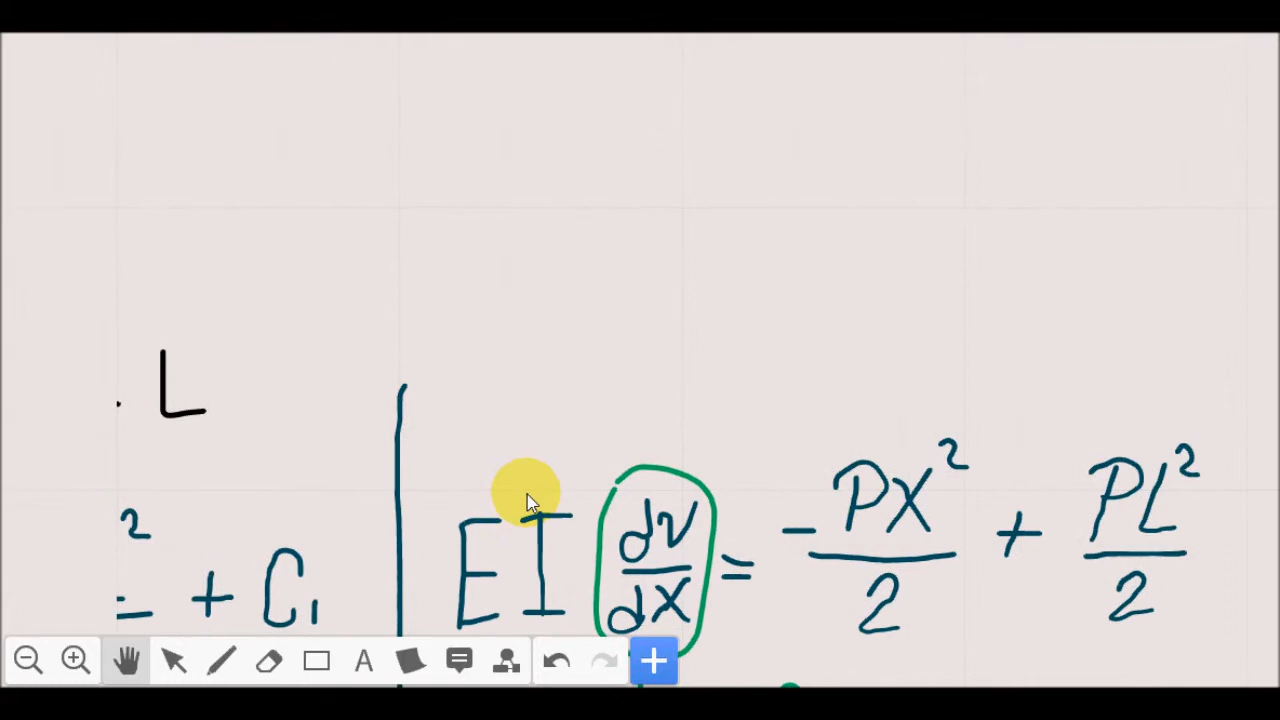 . L
2
+ C₁
EI dv/dx = -PX²/2 + PL²/2
A